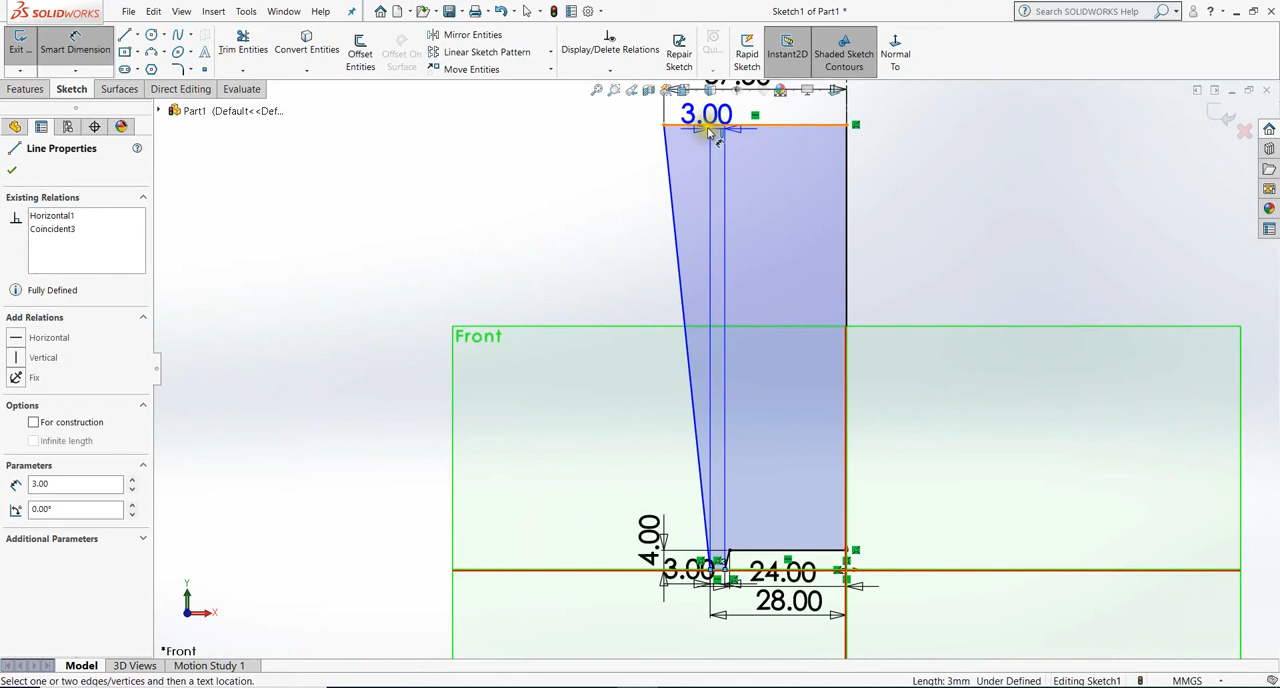 SOLIDWORKS
File Edit View Insert Tools Window Help
Sketch1 of Part1 *
Search SOLIDWORKS Help
Exit ...
Smart Dimension
Trim Entities
Convert Entities
Offset Entities
Offset On Surface
Mirror Entities
Linear Sketch Pattern
Move Entities
Display/Delete Relations
Repair Sketch
Qui...
Rapid Sketch
Instant2D
Shaded Sketch Contours
Normal To
Features Sketch Surfaces Direct Editing Evaluate
Part1 (Default<<Def...
Line Properties
Existing Relations
Horizontal1
Coincident3
Fully Defined
Add Relations
Horizontal
Vertical
Fix
Options
For construction
Infinite length
Parameters
3.00
0.00°
Additional Parameters
3.00
Front
4.00
3.00
24.00
28.00
Y
X
*Front
Model 3D Views Motion Study 1
Select one or two edges/vertices and then a text location.
Length: 3mm Under Defined Editing Sketch1 MMGS